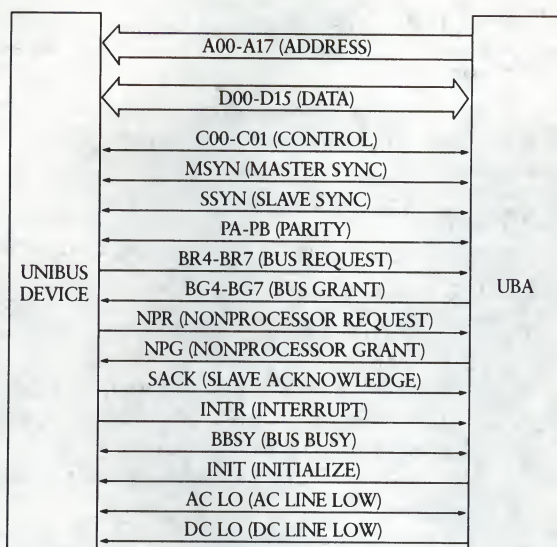 A00-A17 (ADDRESS)
D00-D15 (DATA)
C00-C01 (CONTROL)
MSYN (MASTER SYNC)
SSYN (SLAVE SYNC)
PA-PB (PARITY)
BR4-BR7 (BUS REQUEST)
UNIBUS
DEVICE
BG4-BG7 (BUS GRANT)
UBA
NPR (NONPROCESSOR REQUEST)
NPG (NONPROCESSOR GRANT)
SACK (SLAVE ACKNOWLEDGE)
INTR (INTERRUPT)
BBSY (BUS BUSY)
INIT (INITIALIZE)
AC LO (AC LINE LOW)
DC LO (DC LINE LOW)